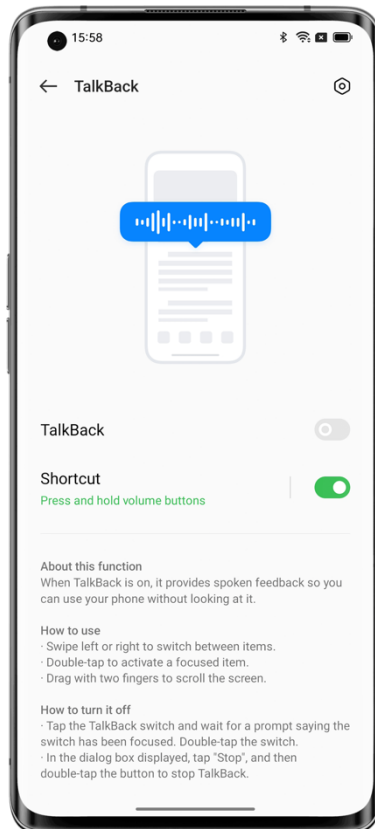 15:58
TalkBack
TalkBack
Shortcut
Press and hold volume buttons
About this function
When TalkBack is on, it provides spoken feedback so you
can use your phone without looking at it.
How to use
· Swipe left or right to switch between items.
· Double-tap to activate a focused item.
· Drag with two fingers to scroll the screen.
How to turn it off
· Tap the TalkBack switch and wait for a prompt saying the
switch has been focused. Double-tap the switch.
· In the dialog box displayed, tap "Stop", and then
double-tap the button to stop TalkBack.